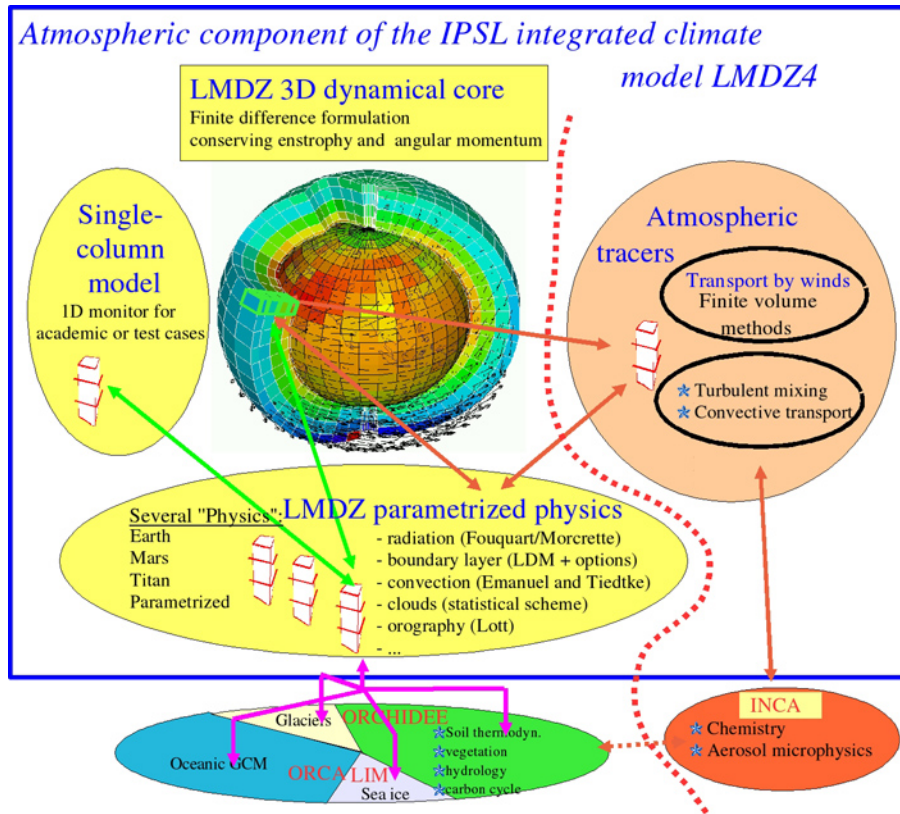 Atmospheric component of the IPSL integrated climate
model LMDZ4
LMDZ 3D dynamical core
Finite difference formulation
conserving enstrophy and angular momentum
Single-
column
model
1D monitor for
academic or test cases
Atmospheric
tracers
Transport by winds
Finite volume
methods
Turbulent mixing
Convective transport
LMDZ parametrized physics
Several "Physics":
Earth
Mars
Titan
Parametrized
- radiation (Fouquart/Morcrette)
- boundary layer (LDM + options)
- convection (Emanuel and Tiedtke)
- clouds (statistical scheme)
- orography (Lott)
- ...
Glaciers
ORCHIDEE
Soil thermodyn.
vegetation
hydrology
carbon cycle
Oceanic GCM
ORCA
LIM
Sea ice
INCA
Chemistry
Aerosol microphysics